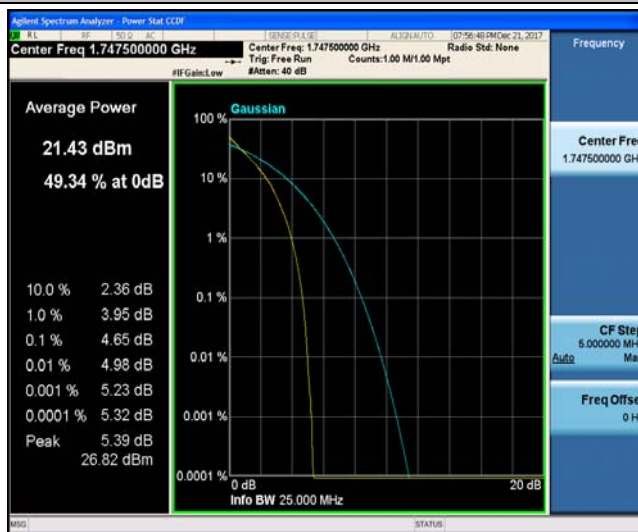 Agilent Spectrum Analyzer - Power Stat CCDF
RL RF 50 Ω AC SENSE:PULSE ALIGNAUTO 07:56:48 PM Dec 21, 2017
Center Freq 1.747500000 GHz
Center Freq: 1.747500000 GHz Radio Std: None
Trig: Free Run Counts:1.00 M/1.00 Mpt
#IFGain:Low #Atten: 40 dB
Frequency
Average Power
21.43 dBm
49.34 % at 0dB
10.0 % 2.36 dB
1.0 % 3.95 dB
0.1 % 4.65 dB
0.01 % 4.98 dB
0.001 % 5.23 dB
0.0001 % 5.32 dB
Peak 5.39 dB
26.82 dBm
Gaussian
100 %
10 %
1 %
0.1 %
0.01 %
0.001 %
0.0001 %
0 dB 20 dB
Info BW 25.000 MHz
Center Fre
1.747500000 GH
CF Ste
5.000000 MH
Auto Ma
Freq Offse
0 H
MSG STATUS